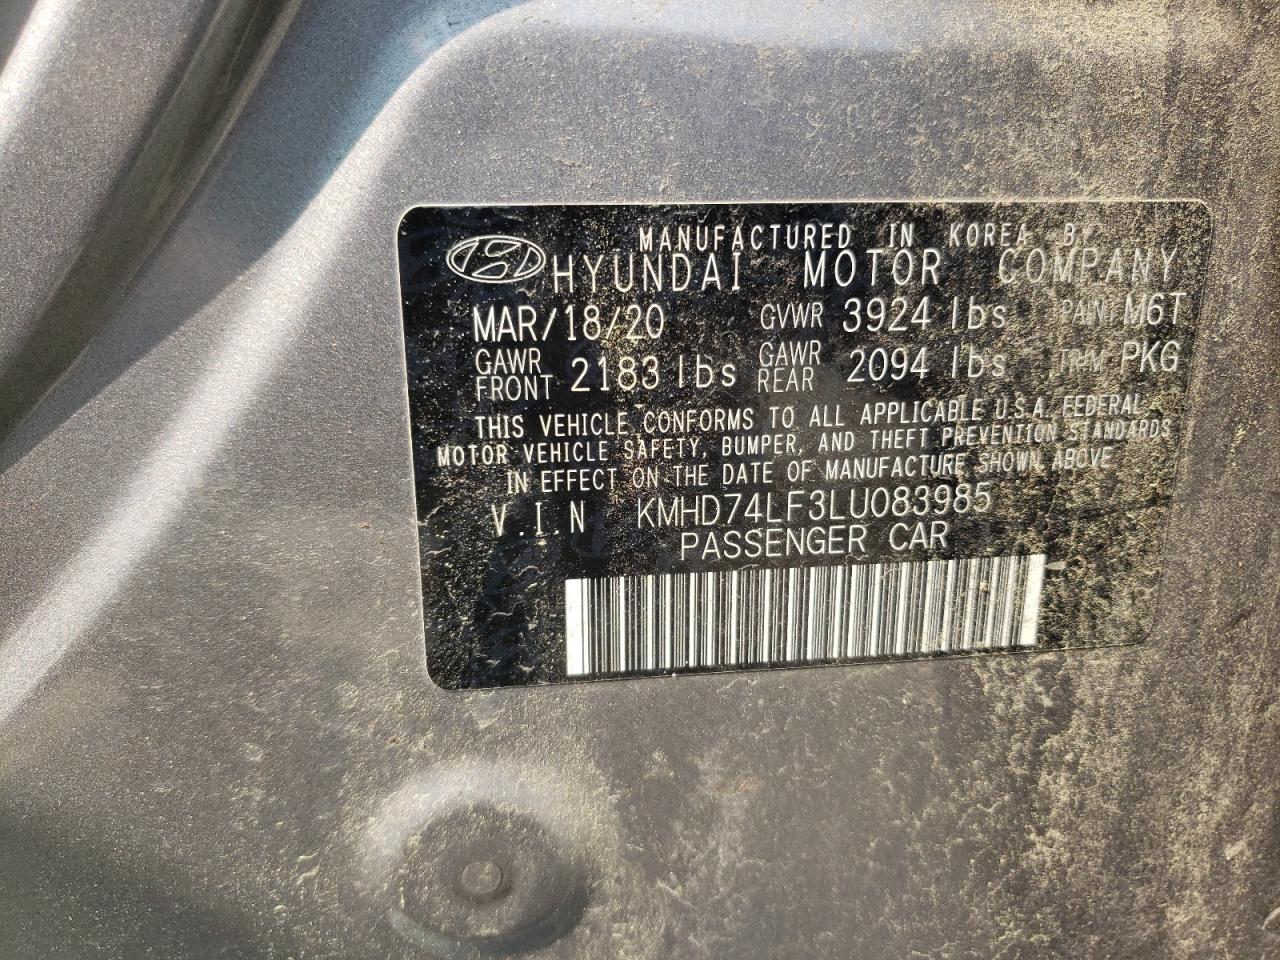 MANUFACTURED IN KOREA BY
HYUNDAI MOTOR COMPANY
MAR/18/20 GVWR 3924 lbs PAINT M6T
GAWR FRONT 2183 lbs GAWR REAR 2094 lbs TRIM PKG
THIS VEHICLE CONFORMS TO ALL APPLICABLE U.S.A. FEDERAL
MOTOR VEHICLE SAFETY, BUMPER, AND THEFT PREVENTION STANDARDS
IN EFFECT ON THE DATE OF MANUFACTURE SHOWN ABOVE
V.I.N KMHD74LF3LU083985
PASSENGER CAR